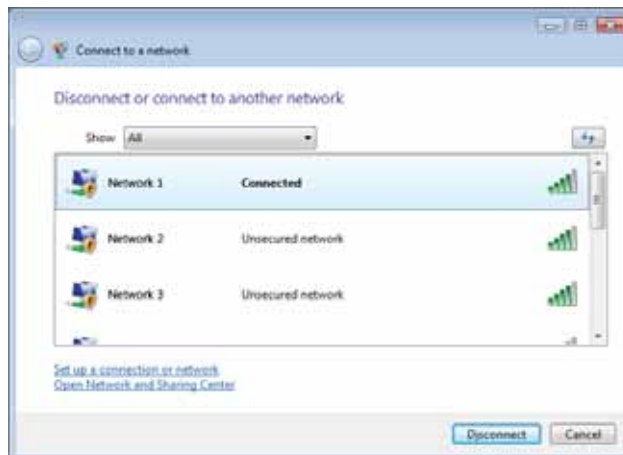 Connect to a network
Disconnect or connect to another network
Show All
Network 1 Connected
Network 2 Unsecured network
Network 3 Unsecured network
Set up a connection or network
Open Network and Sharing Center
Disconnect Cancel